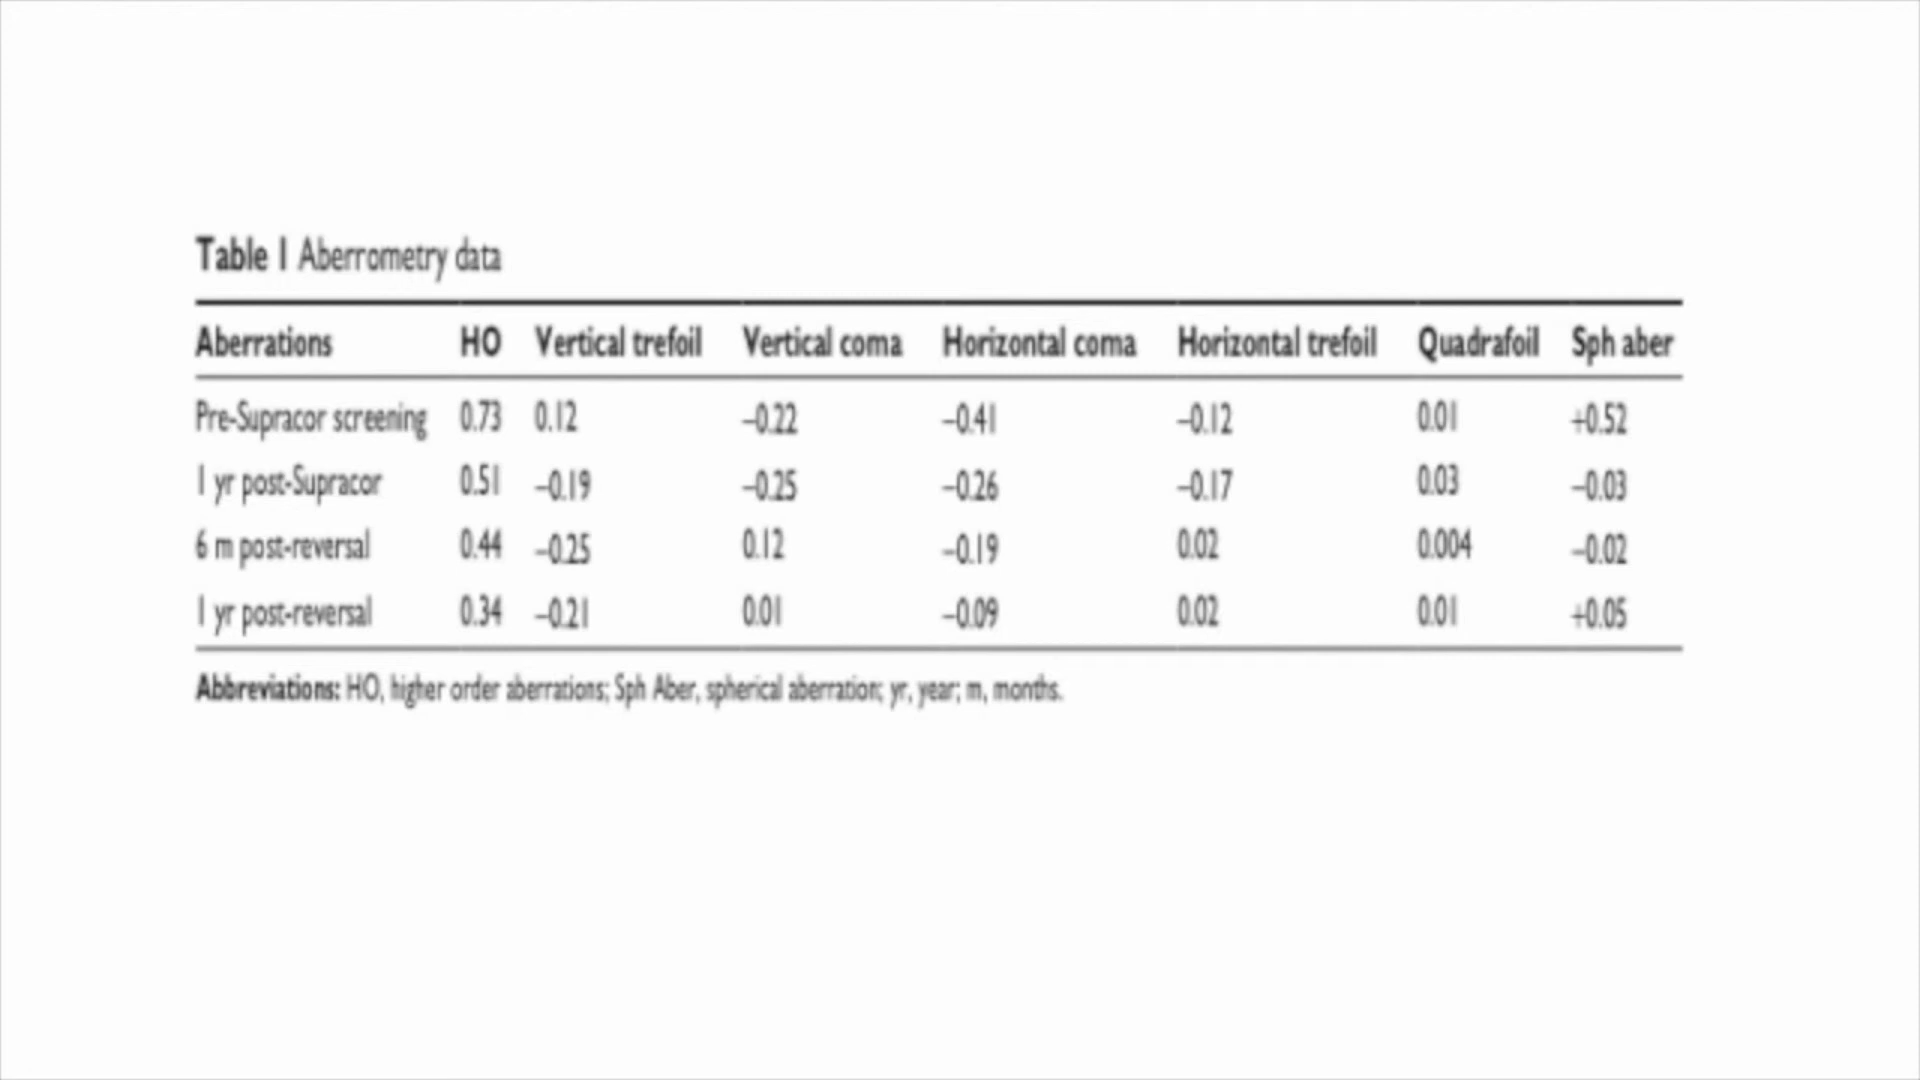 Table 1 Aberrometry data
Aberrations HO Vertical trefoil Vertical coma Horizontal coma Horizontal trefoil Quadrafoil Sph aber
Pre-Supracor screening 0.73 0.12 –0.22 –0.41 –0.12 0.01 +0.52
1 yr post-Supracor 0.51 –0.19 –0.25 –0.26 –0.17 0.03 –0.03
6 m post-reversal 0.44 –0.25 0.12 –0.19 0.02 0.004 –0.02
1 yr post-reversal 0.34 –0.21 0.01 –0.09 0.02 0.01 +0.05
Abbreviations: HO, higher order aberrations; Sph Aber, spherical aberration; yr, year; m, months.